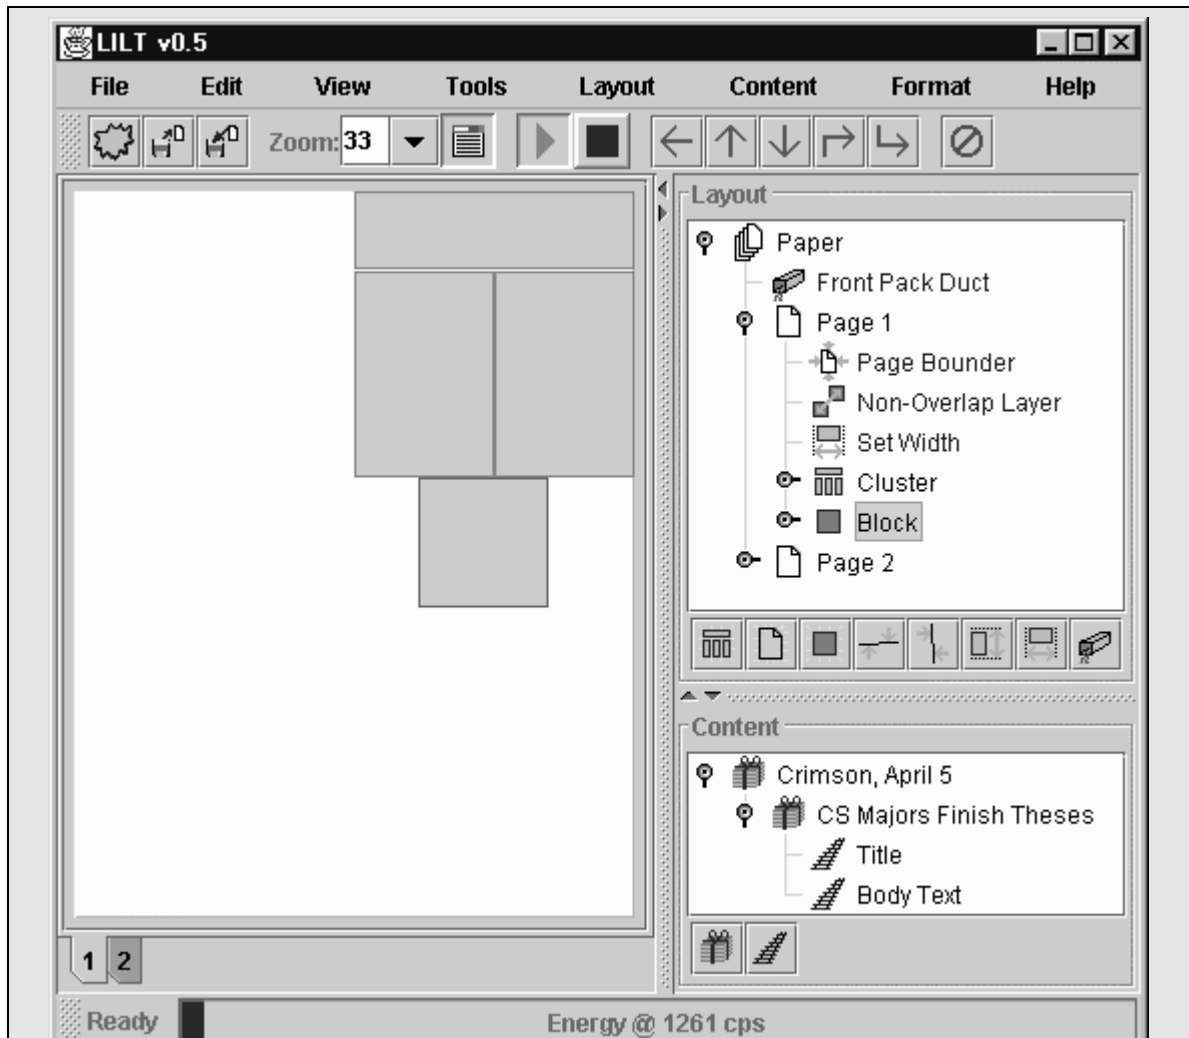 LILT v0.5
File Edit View Tools Layout Content Format Help
Zoom: 33
Layout
Paper
Front Pack Duct
Page 1
Page Bounder
Non-Overlap Layer
Set Width
Cluster
Block
Page 2
Content
Crimson, April 5
CS Majors Finish Theses
Title
Body Text
1 2
Ready Energy @ 1261 cps